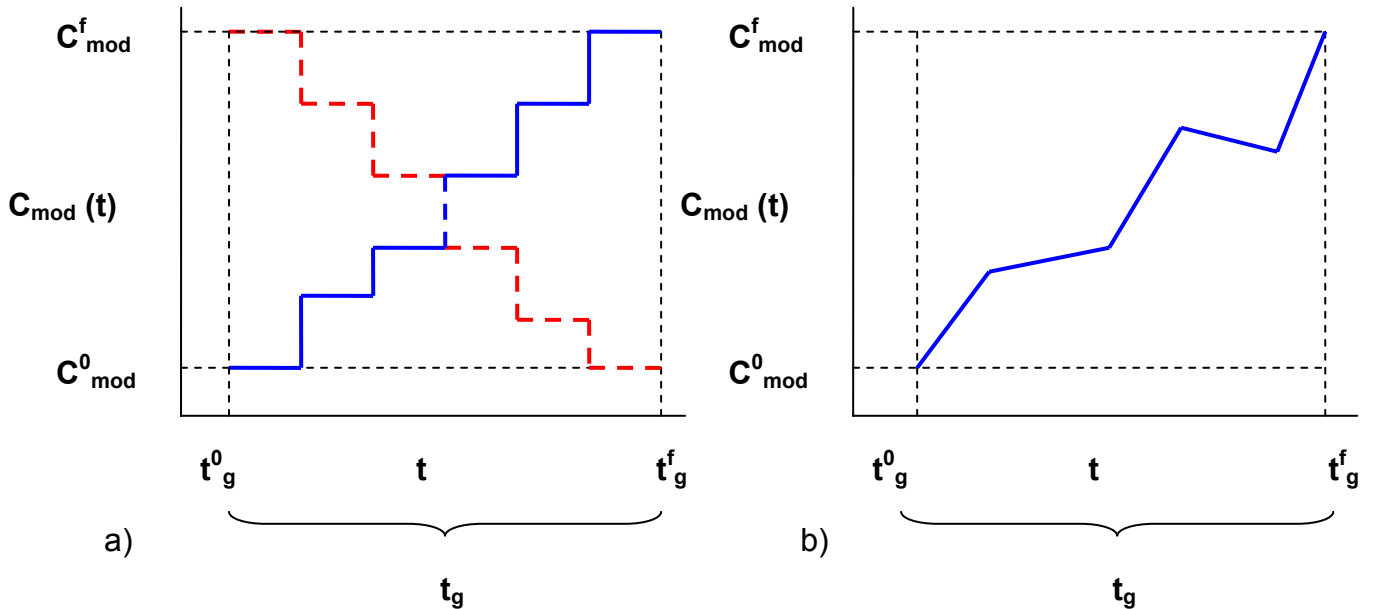 C^f_mod
C_mod (t)
C^0_mod
t^0_g t t^f_g
a)
t_g
C^f_mod
C_mod (t)
C^0_mod
t^0_g t t^f_g
b)
t_g